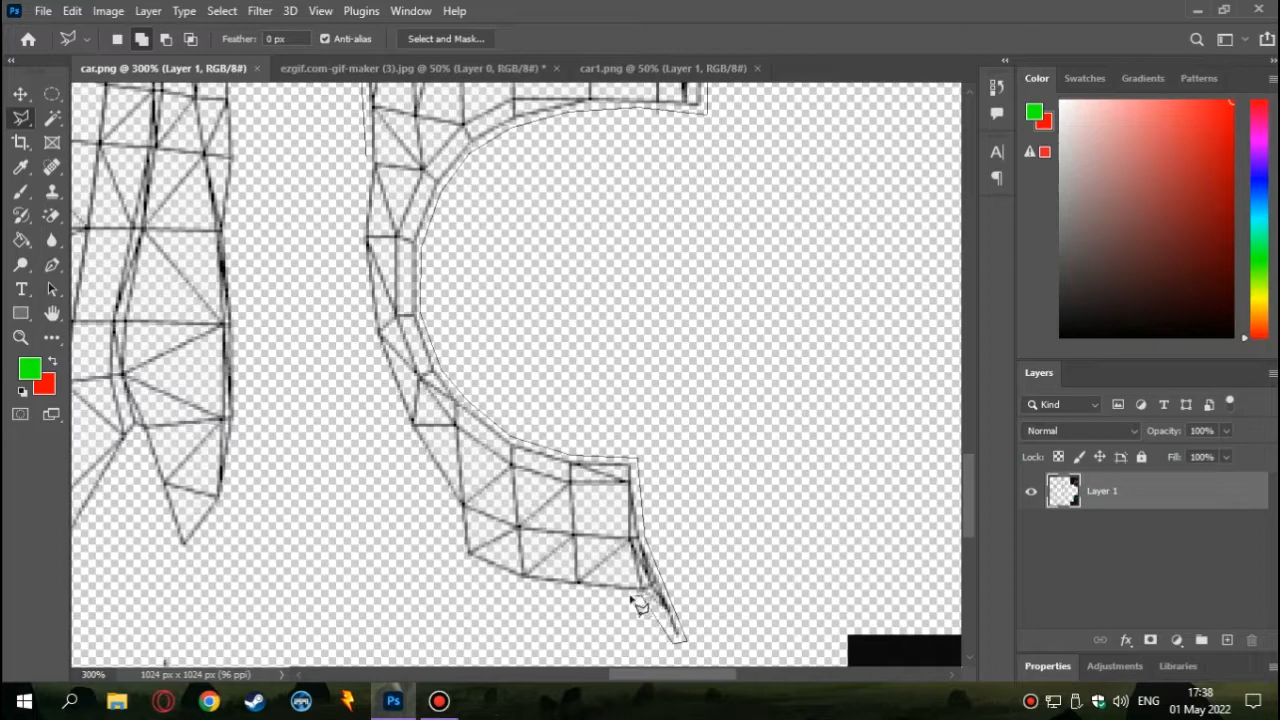 Ps File Edit Image Layer Type Select Filter 3D View Plugins Window Help
Feather: 0 px Anti-alias Select and Mask...
car.png @ 300% (Layer 1, RGB/8#) × ezgif.com-gif-maker (3).jpg @ 50% (Layer 0, RGB/8#) * × car1.png @ 50% (Layer 1, RGB/8#) ×
Color Swatches Gradients Patterns
Layers
Kind
Normal Opacity: 100%
Lock: Fill: 100%
Layer 1
Properties Adjustments Libraries
300% 1024 px x 1024 px (96 ppi)
Ps ENG 17:38
01 May 2022